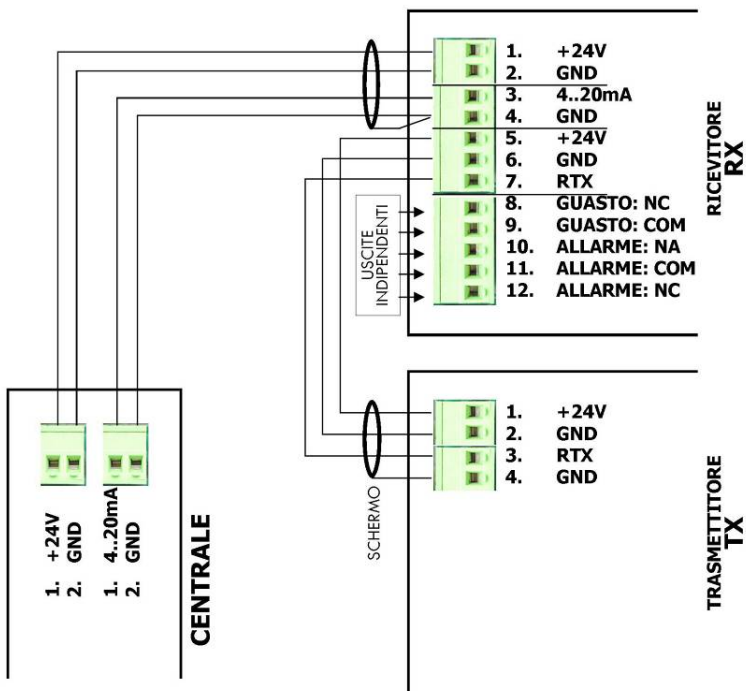 1. +24V
2. GND
3. 4..20mA
4. GND
5. +24V
6. GND
7. RTX
8. GUASTO: NC
9. GUASTO: COM
10. ALLARME: NA
11. ALLARME: COM
12. ALLARME: NC
RICEVITORE
RX
USCITE
INDIPENDENTI
1. +24V
2. GND
3. RTX
4. GND
TRASMETTITORE
TX
SCHERMO
1. +24V
2. GND
1. 4..20mA
2. GND
CENTRALE